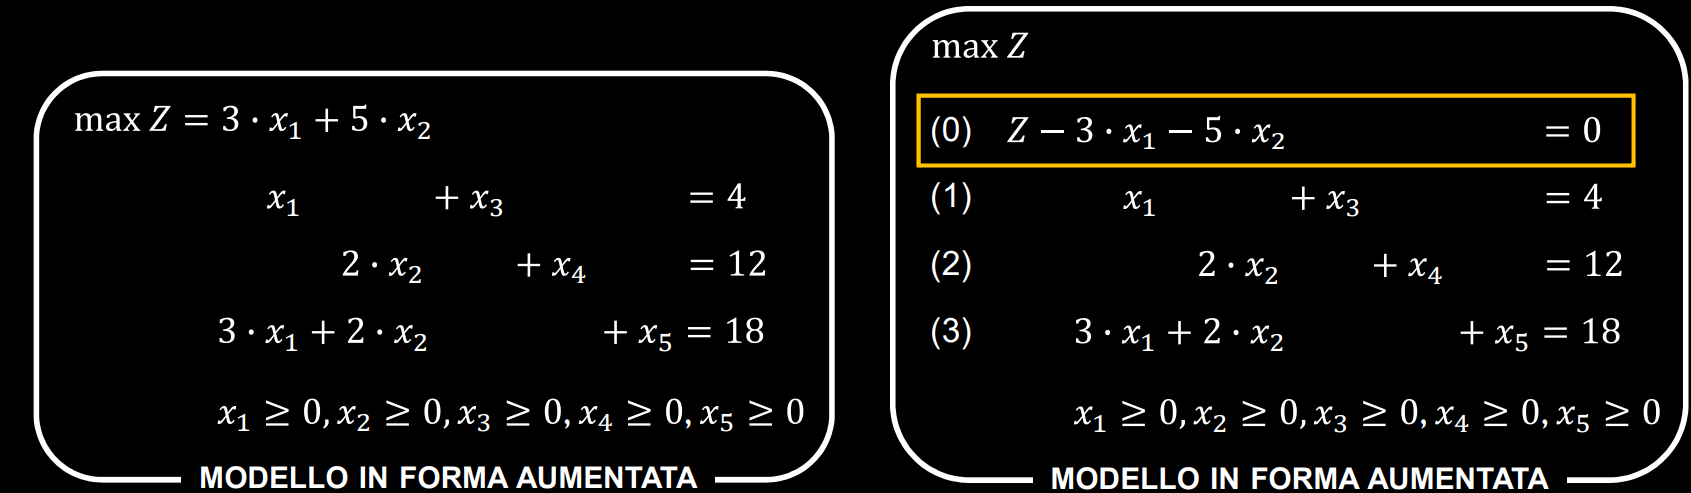 max Z = 3 · x₁ + 5 · x₂
x₁ + x₃ = 4
2 · x₂ + x₄ = 12
3 · x₁ + 2 · x₂ + x₅ = 18
x₁ ≥ 0, x₂ ≥ 0, x₃ ≥ 0, x₄ ≥ 0, x₅ ≥ 0
MODELLO IN FORMA AUMENTATA
max Z
(0) Z − 3 · x₁ − 5 · x₂ = 0
(1) x₁ + x₃ = 4
(2) 2 · x₂ + x₄ = 12
(3) 3 · x₁ + 2 · x₂ + x₅ = 18
x₁ ≥ 0, x₂ ≥ 0, x₃ ≥ 0, x₄ ≥ 0, x₅ ≥ 0
MODELLO IN FORMA AUMENTATA